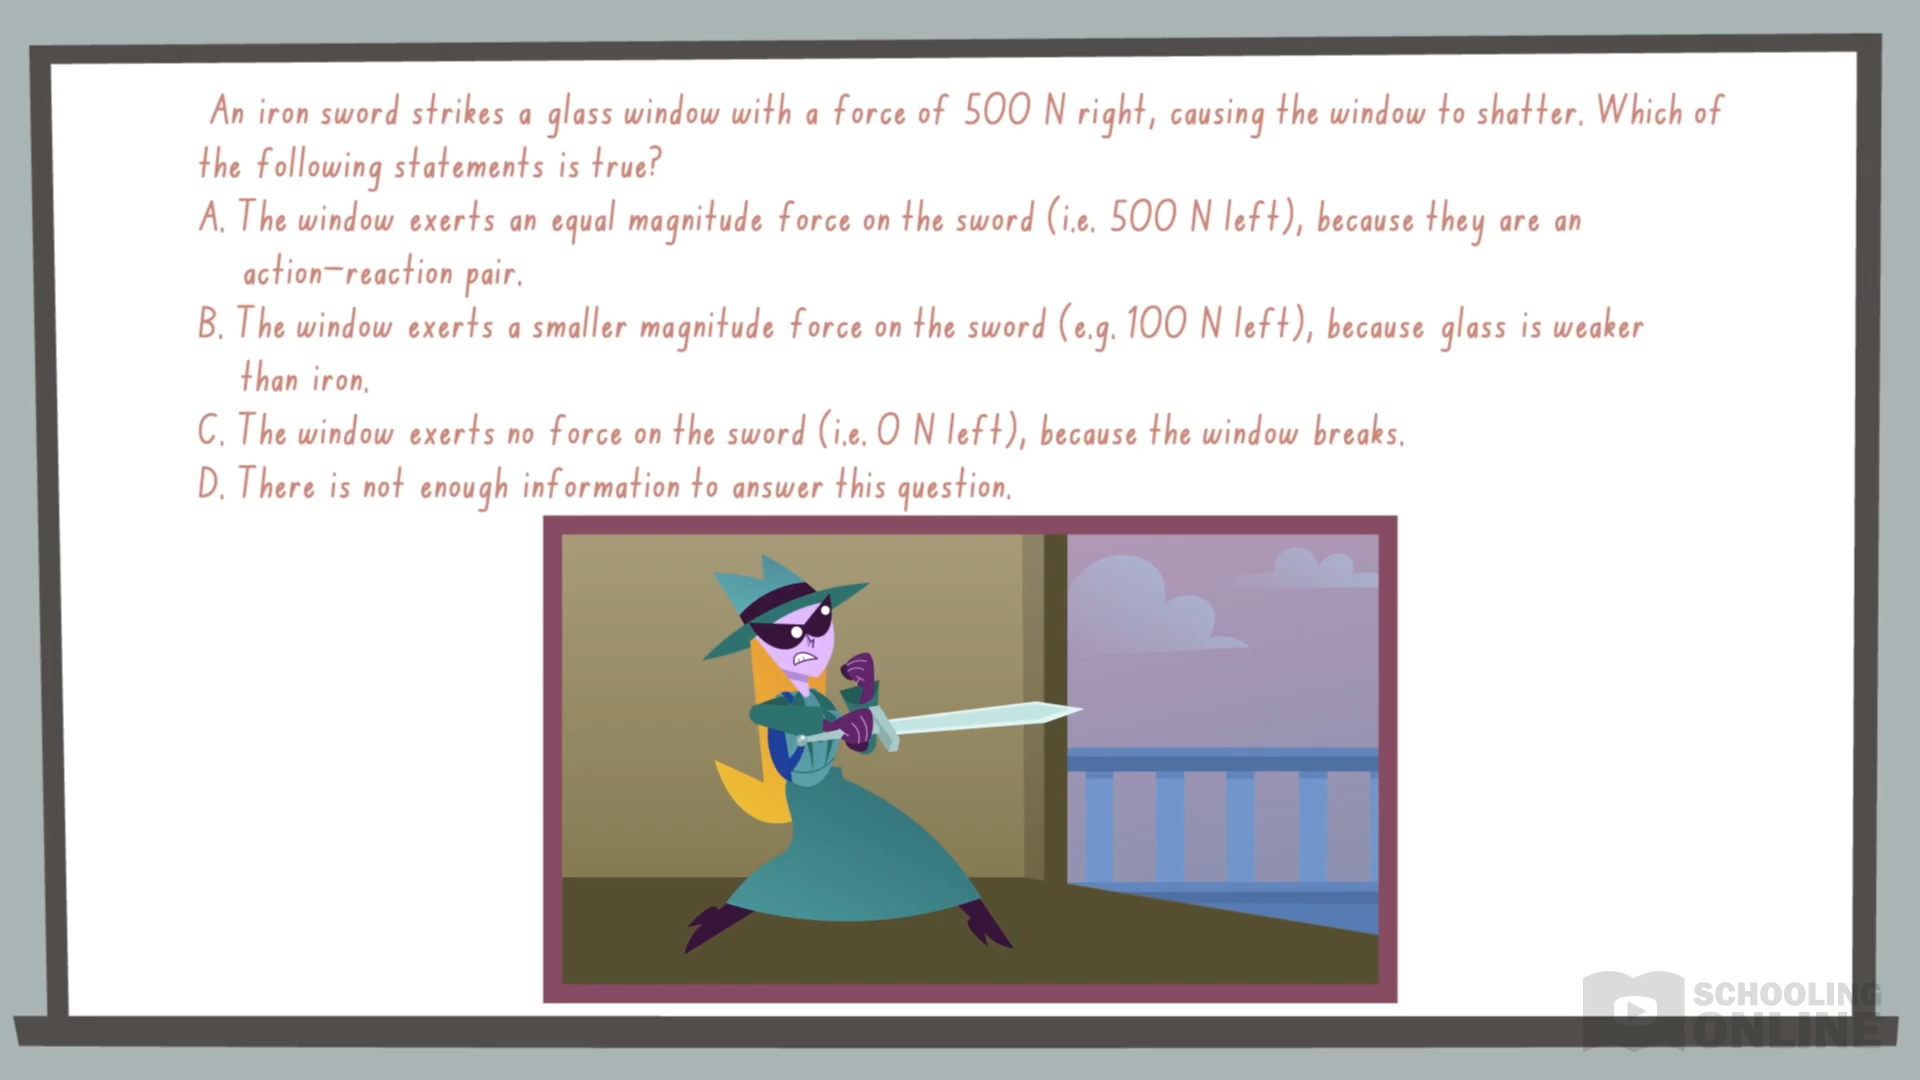 An iron sword strikes a glass window with a force of 500 N right, causing the window to shatter. Which of
the following statements is true?
A. The window exerts an equal magnitude force on the sword (i.e. 500 N left), because they are an
action-reaction pair.
B. The window exerts a smaller magnitude force on the sword (e.g. 100 N left), because glass is weaker
than iron.
C. The window exerts no force on the sword (i.e. 0 N left), because the window breaks.
D. There is not enough information to answer this question.
SCHOOLING
ONLINE